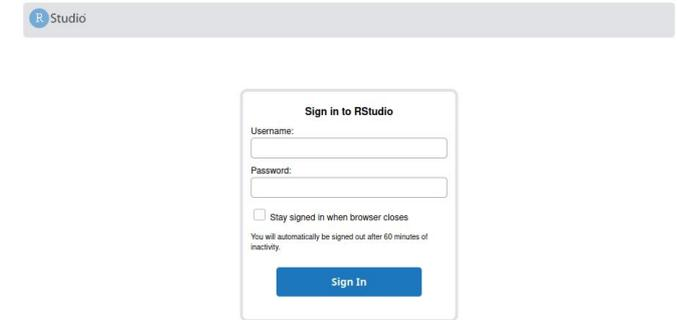 R Studio
Sign in to RStudio
Username:
Password:
Stay signed in when browser closes
You will automatically be signed out after 60 minutes of
inactivity.
Sign In